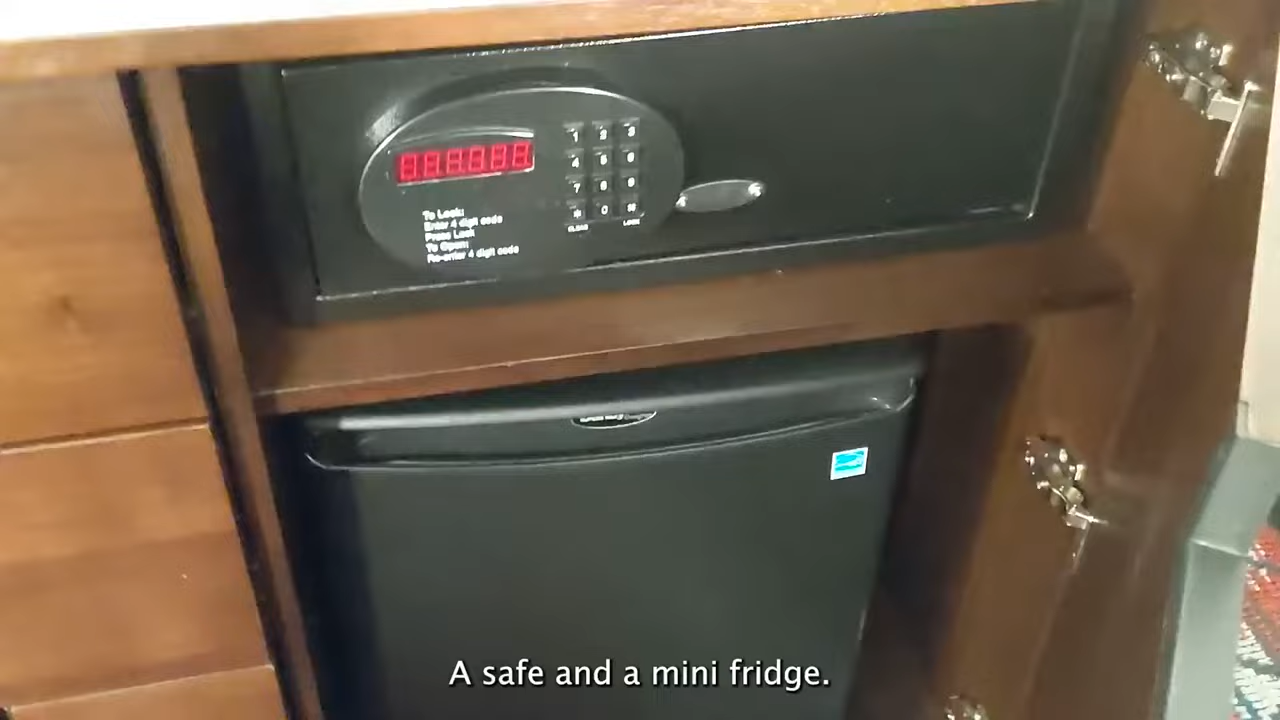 1 2 3
4 5 6
7 8 9
* 0 #
CLEAR LOCK
To Lock:
Enter 4 digit code
Press Lock
To Open:
Re-enter 4 digit code
A safe and a mini fridge.